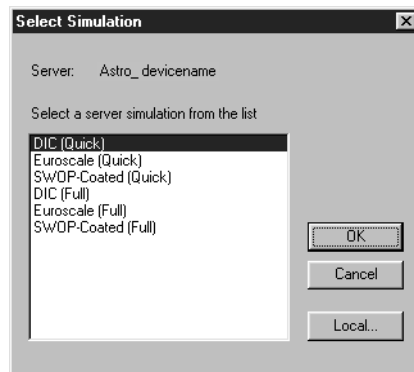 Select Simulation
Server: Astro_ devicename
Select a server simulation from the list
DIC (Quick)
Euroscale (Quick)
SWOP-Coated (Quick)
DIC (Full)
Euroscale (Full)
SWOP-Coated (Full)
OK
Cancel
Local...